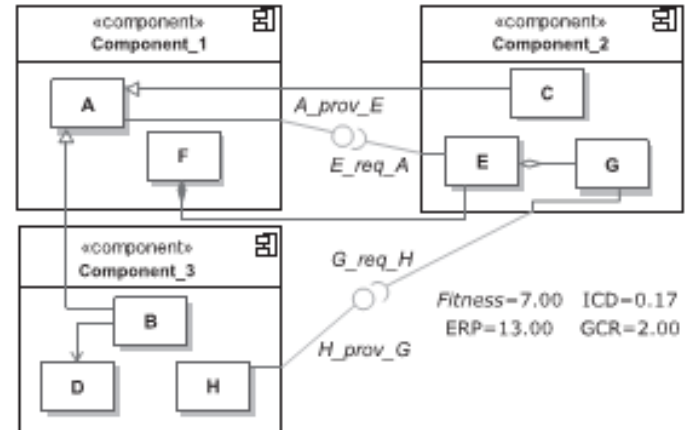 «component»
Component_1
A
F
«component»
Component_2
C
E
G
A_prov_E
E_req_A
«component»
Component_3
B
D
H
G_req_H
H_prov_G
Fitness=7.00 ICD=0.17
ERP=13.00 GCR=2.00